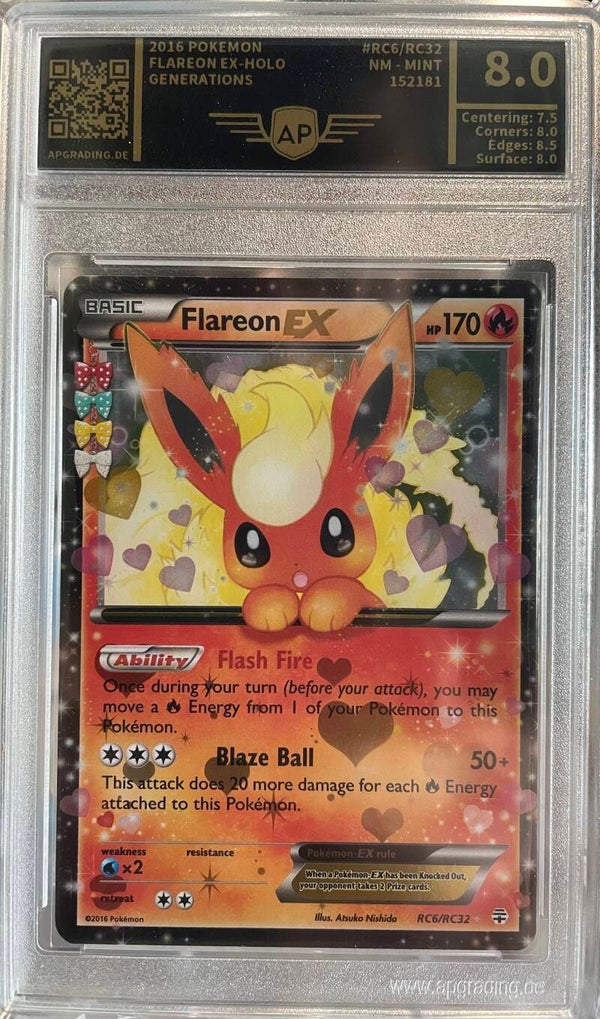 2016 POKEMON #RC6/RC32
FLAREON EX-HOLO NM - MINT
GENERATIONS 152181
8.0
APGRADING.DE
AP
Centering: 7.5
Corners: 8.0
Edges: 8.5
Surface: 8.0
BASIC
Flareon EX HP 170
Ability Flash Fire
Once during your turn (before your attack), you may
move a Energy from 1 of your Pokémon to this
Pokémon.
Blaze Ball 50+
This attack does 20 more damage for each Energy
attached to this Pokémon.
weakness resistance
×2
retreat
Pokémon-EX rule
When a Pokémon-EX has been Knocked Out,
your opponent takes 2 Prize cards.
©2016 Pokémon Illus. Atsuko Nishida RC6/RC32
www.apgrading.de